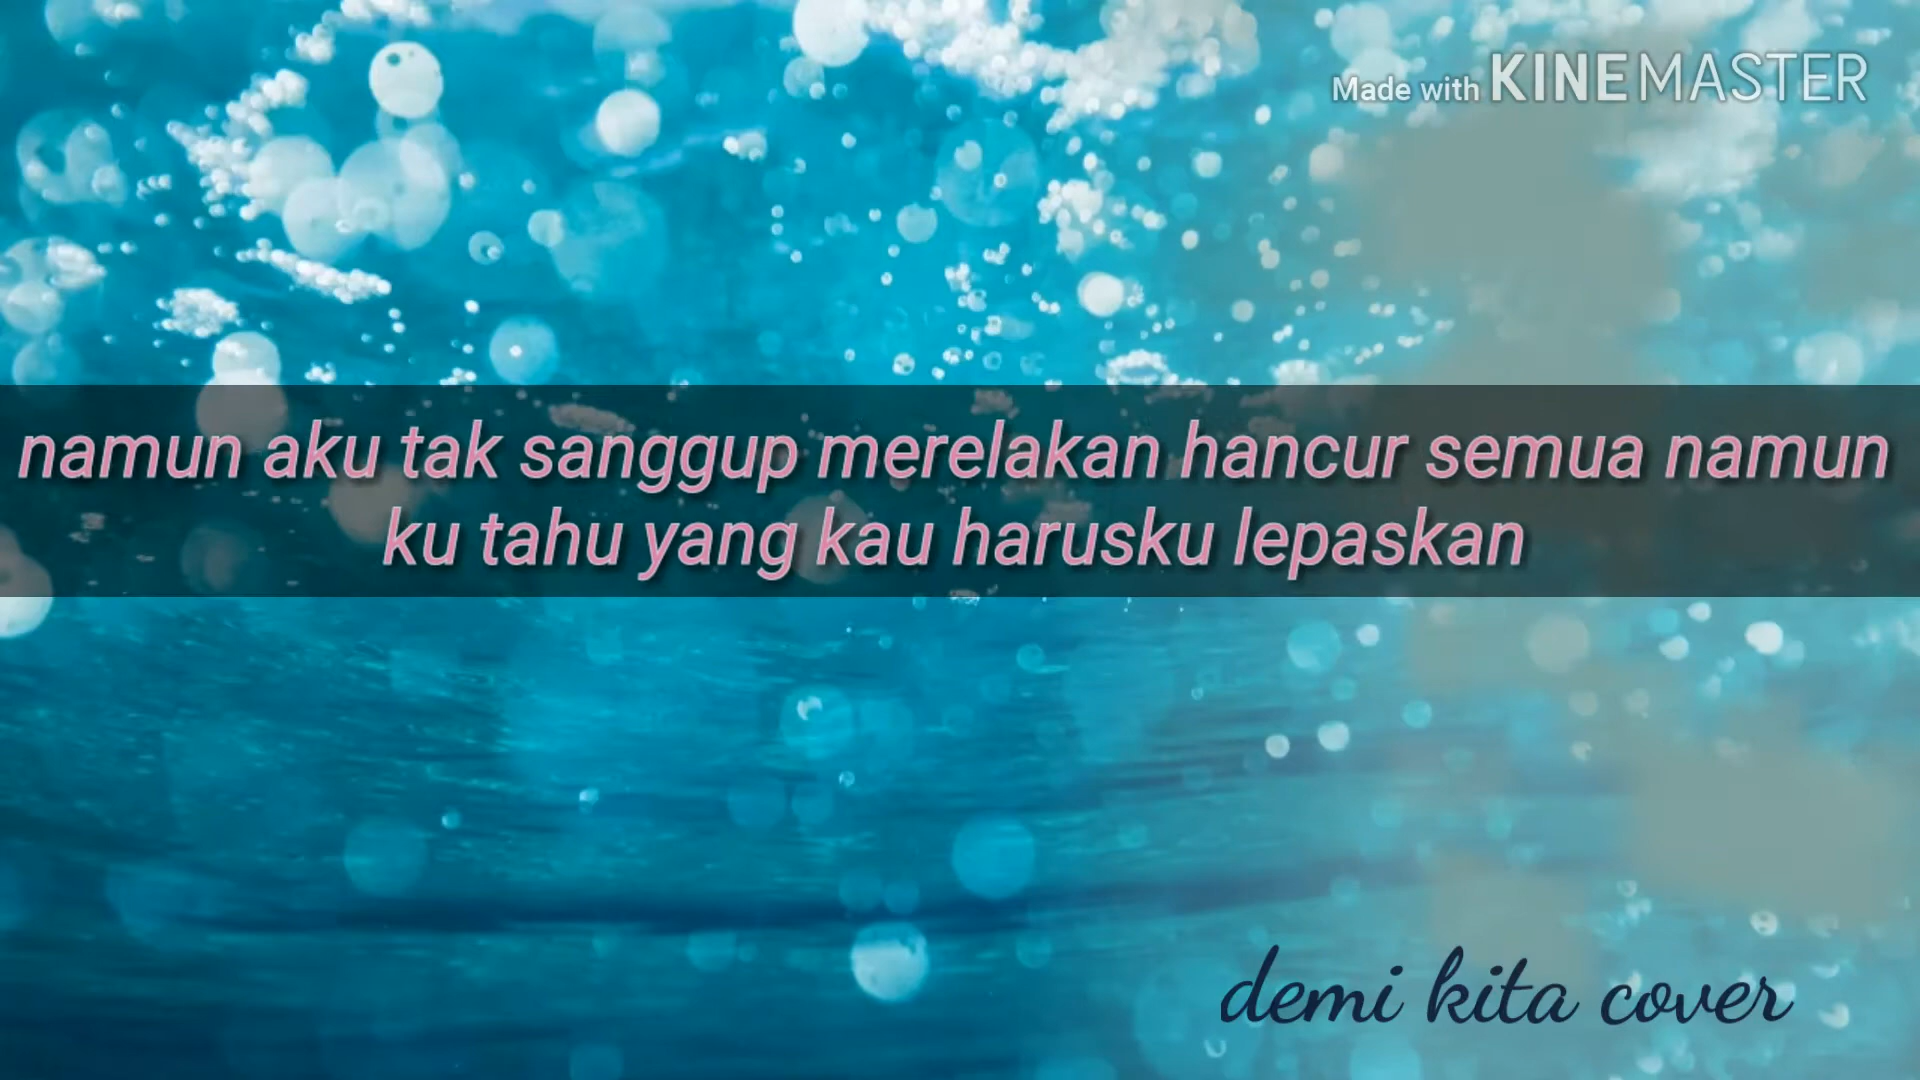 Made with KINEMASTER
namun aku tak sanggup merelakan hancur semua namun
ku tahu yang kau harusku lepaskan
demi kita cover